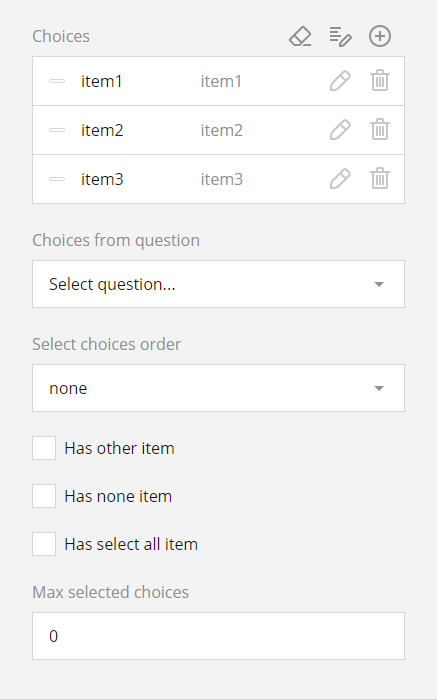 Choices
item1 item1
item2 item2
item3 item3
Choices from question
Select question...
Select choices order
none
Has other item
Has none item
Has select all item
Max selected choices
0